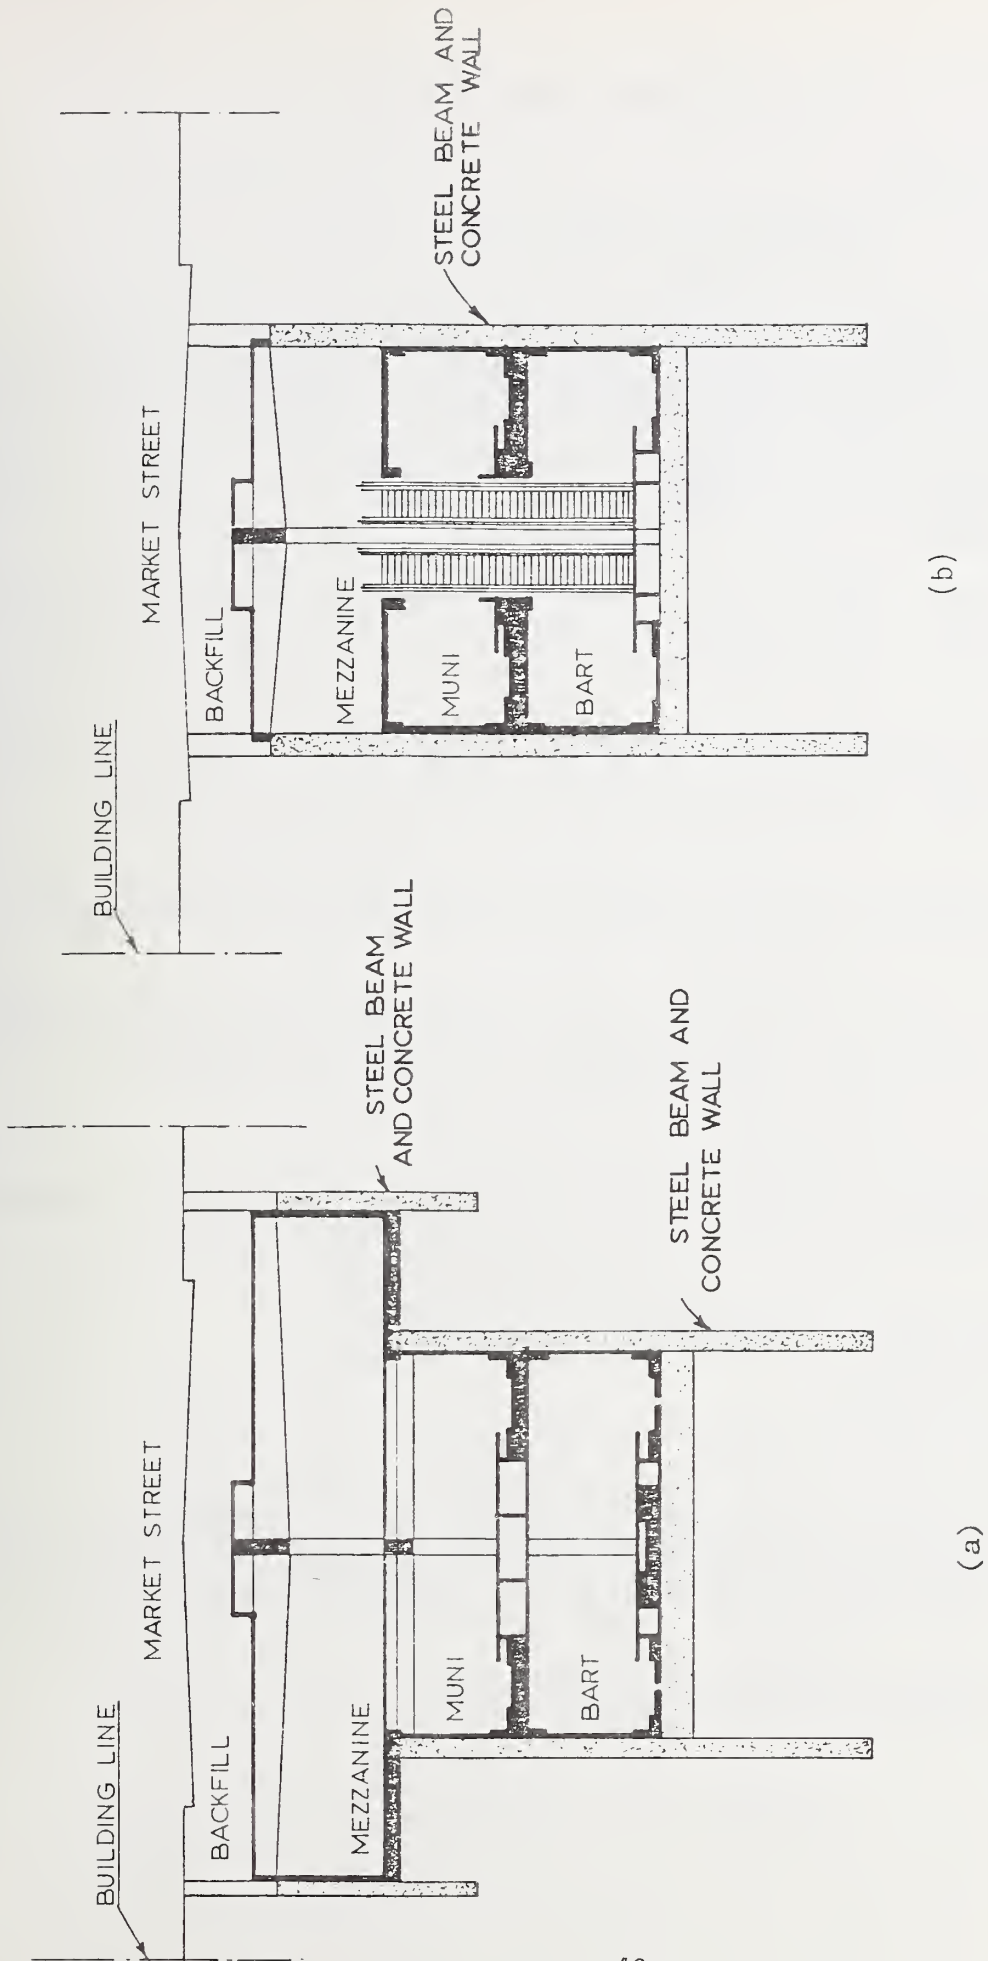 BUILDING LINE
MARKET STREET
BACKFILL
MEZZANINE
MUNI
BART
STEEL BEAM
AND CONCRETE WALL
STEEL BEAM AND
CONCRETE WALL
(a)
BUILDING LINE
MARKET STREET
BACKFILL
MEZZANINE
MUNI
BART
STEEL BEAM AND
CONCRETE WALL
(b)